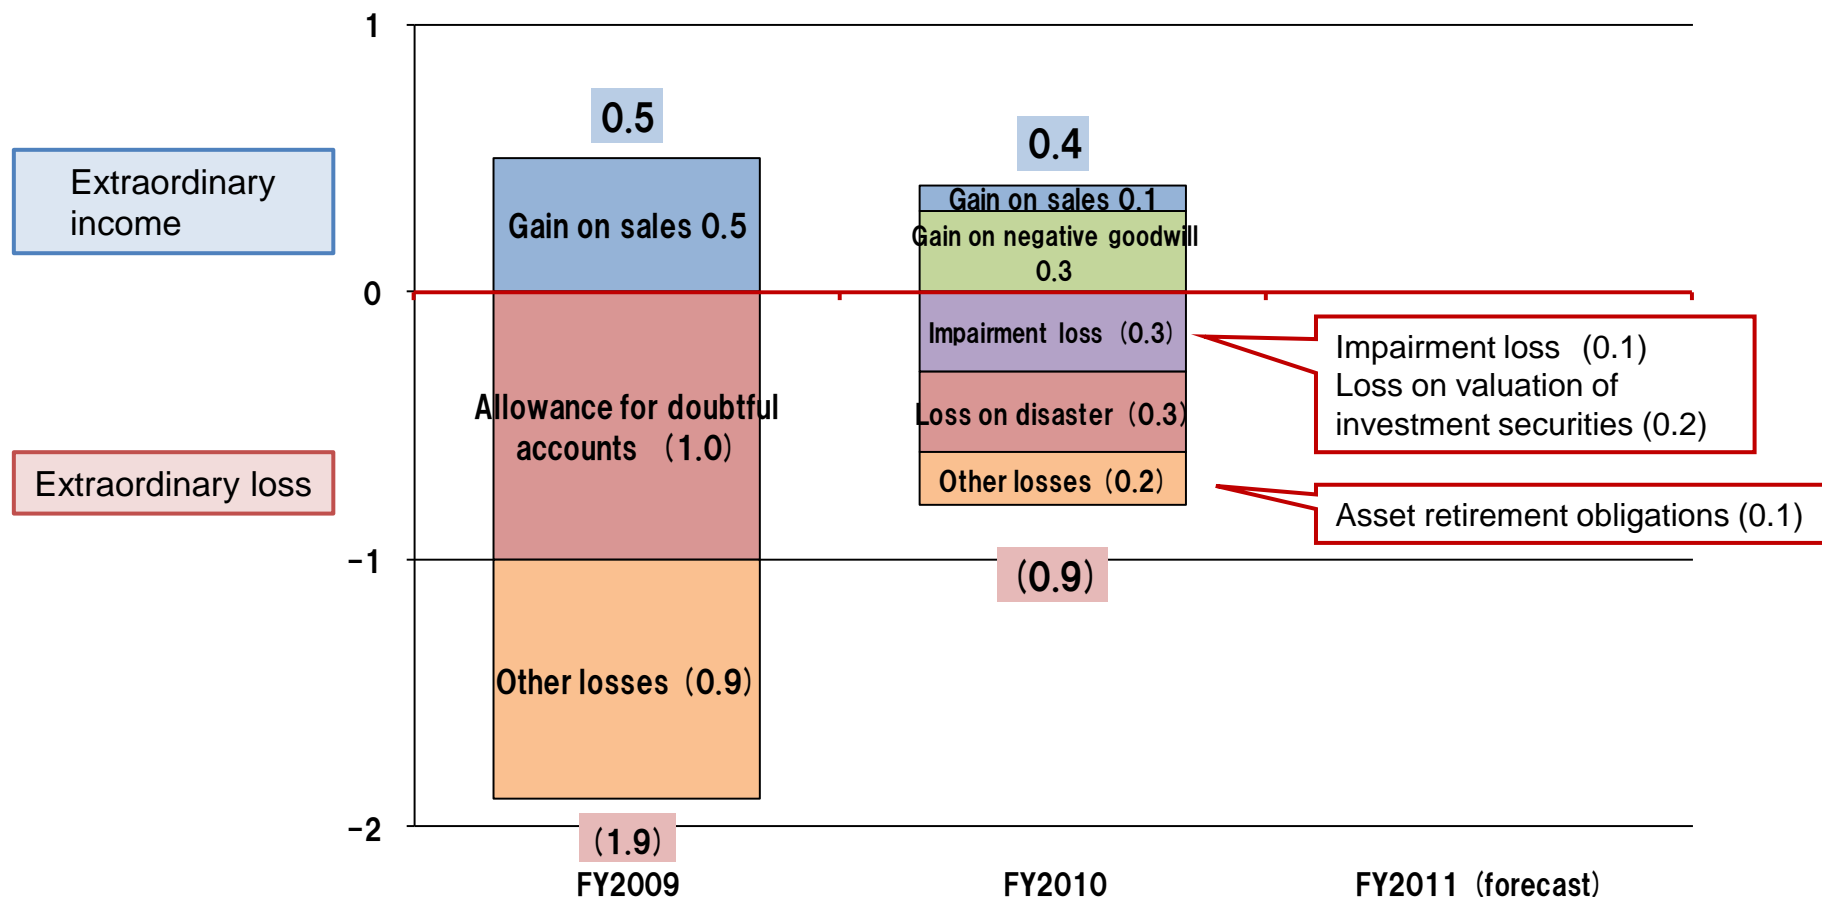 1
0.5
0.4
Extraordinary
income
Gain on sales 0.5
Gain on sales 0.1
Gain on negative goodwill
0.3
0
Impairment loss (0.3)
Impairment loss (0.1)
Loss on valuation of
investment securities (0.2)
Allowance for doubtful
accounts (1.0)
Loss on disaster (0.3)
Extraordinary loss
Other losses (0.2)
Asset retirement obligations (0.1)
-1
(0.9)
Other losses (0.9)
-2
(1.9)
FY2009
FY2010
FY2011 (forecast)